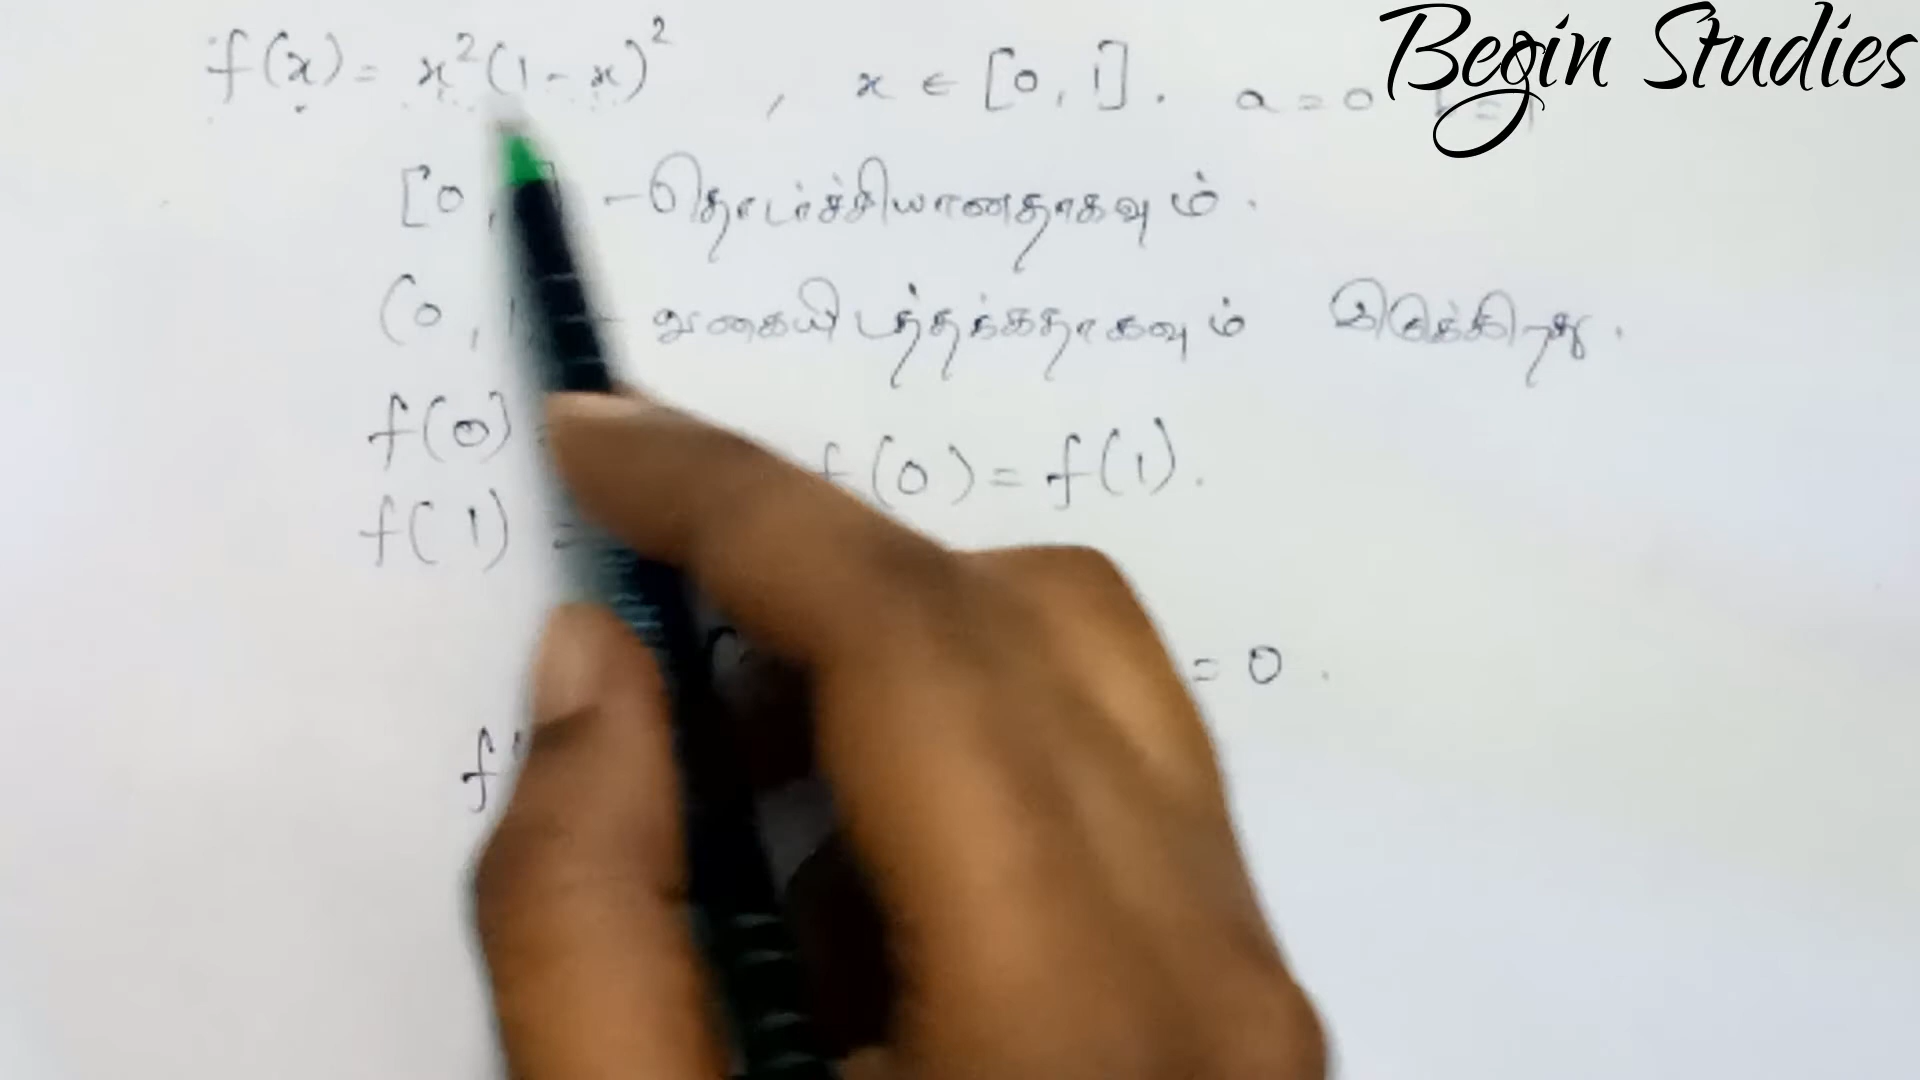 Begin Studies
f(x) = x²(1-x)² , x ∈ [0, 1]. a = 0
[0, - தொடர்ச்சியானதாகவும்.
(0, 1 - வகையிடத்தக்கதாகவும் இருக்கிறது.
f(0) =
f(0) = f(1).
f(1) =
= 0.
f'